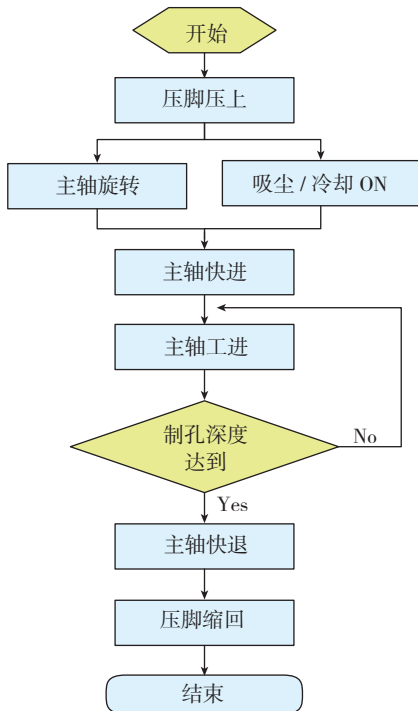 开始
压脚压上
主轴旋转
吸尘 / 冷却 ON
主轴快进
主轴工进
制孔深度
达到
No
Yes
主轴快退
压脚缩回
结束